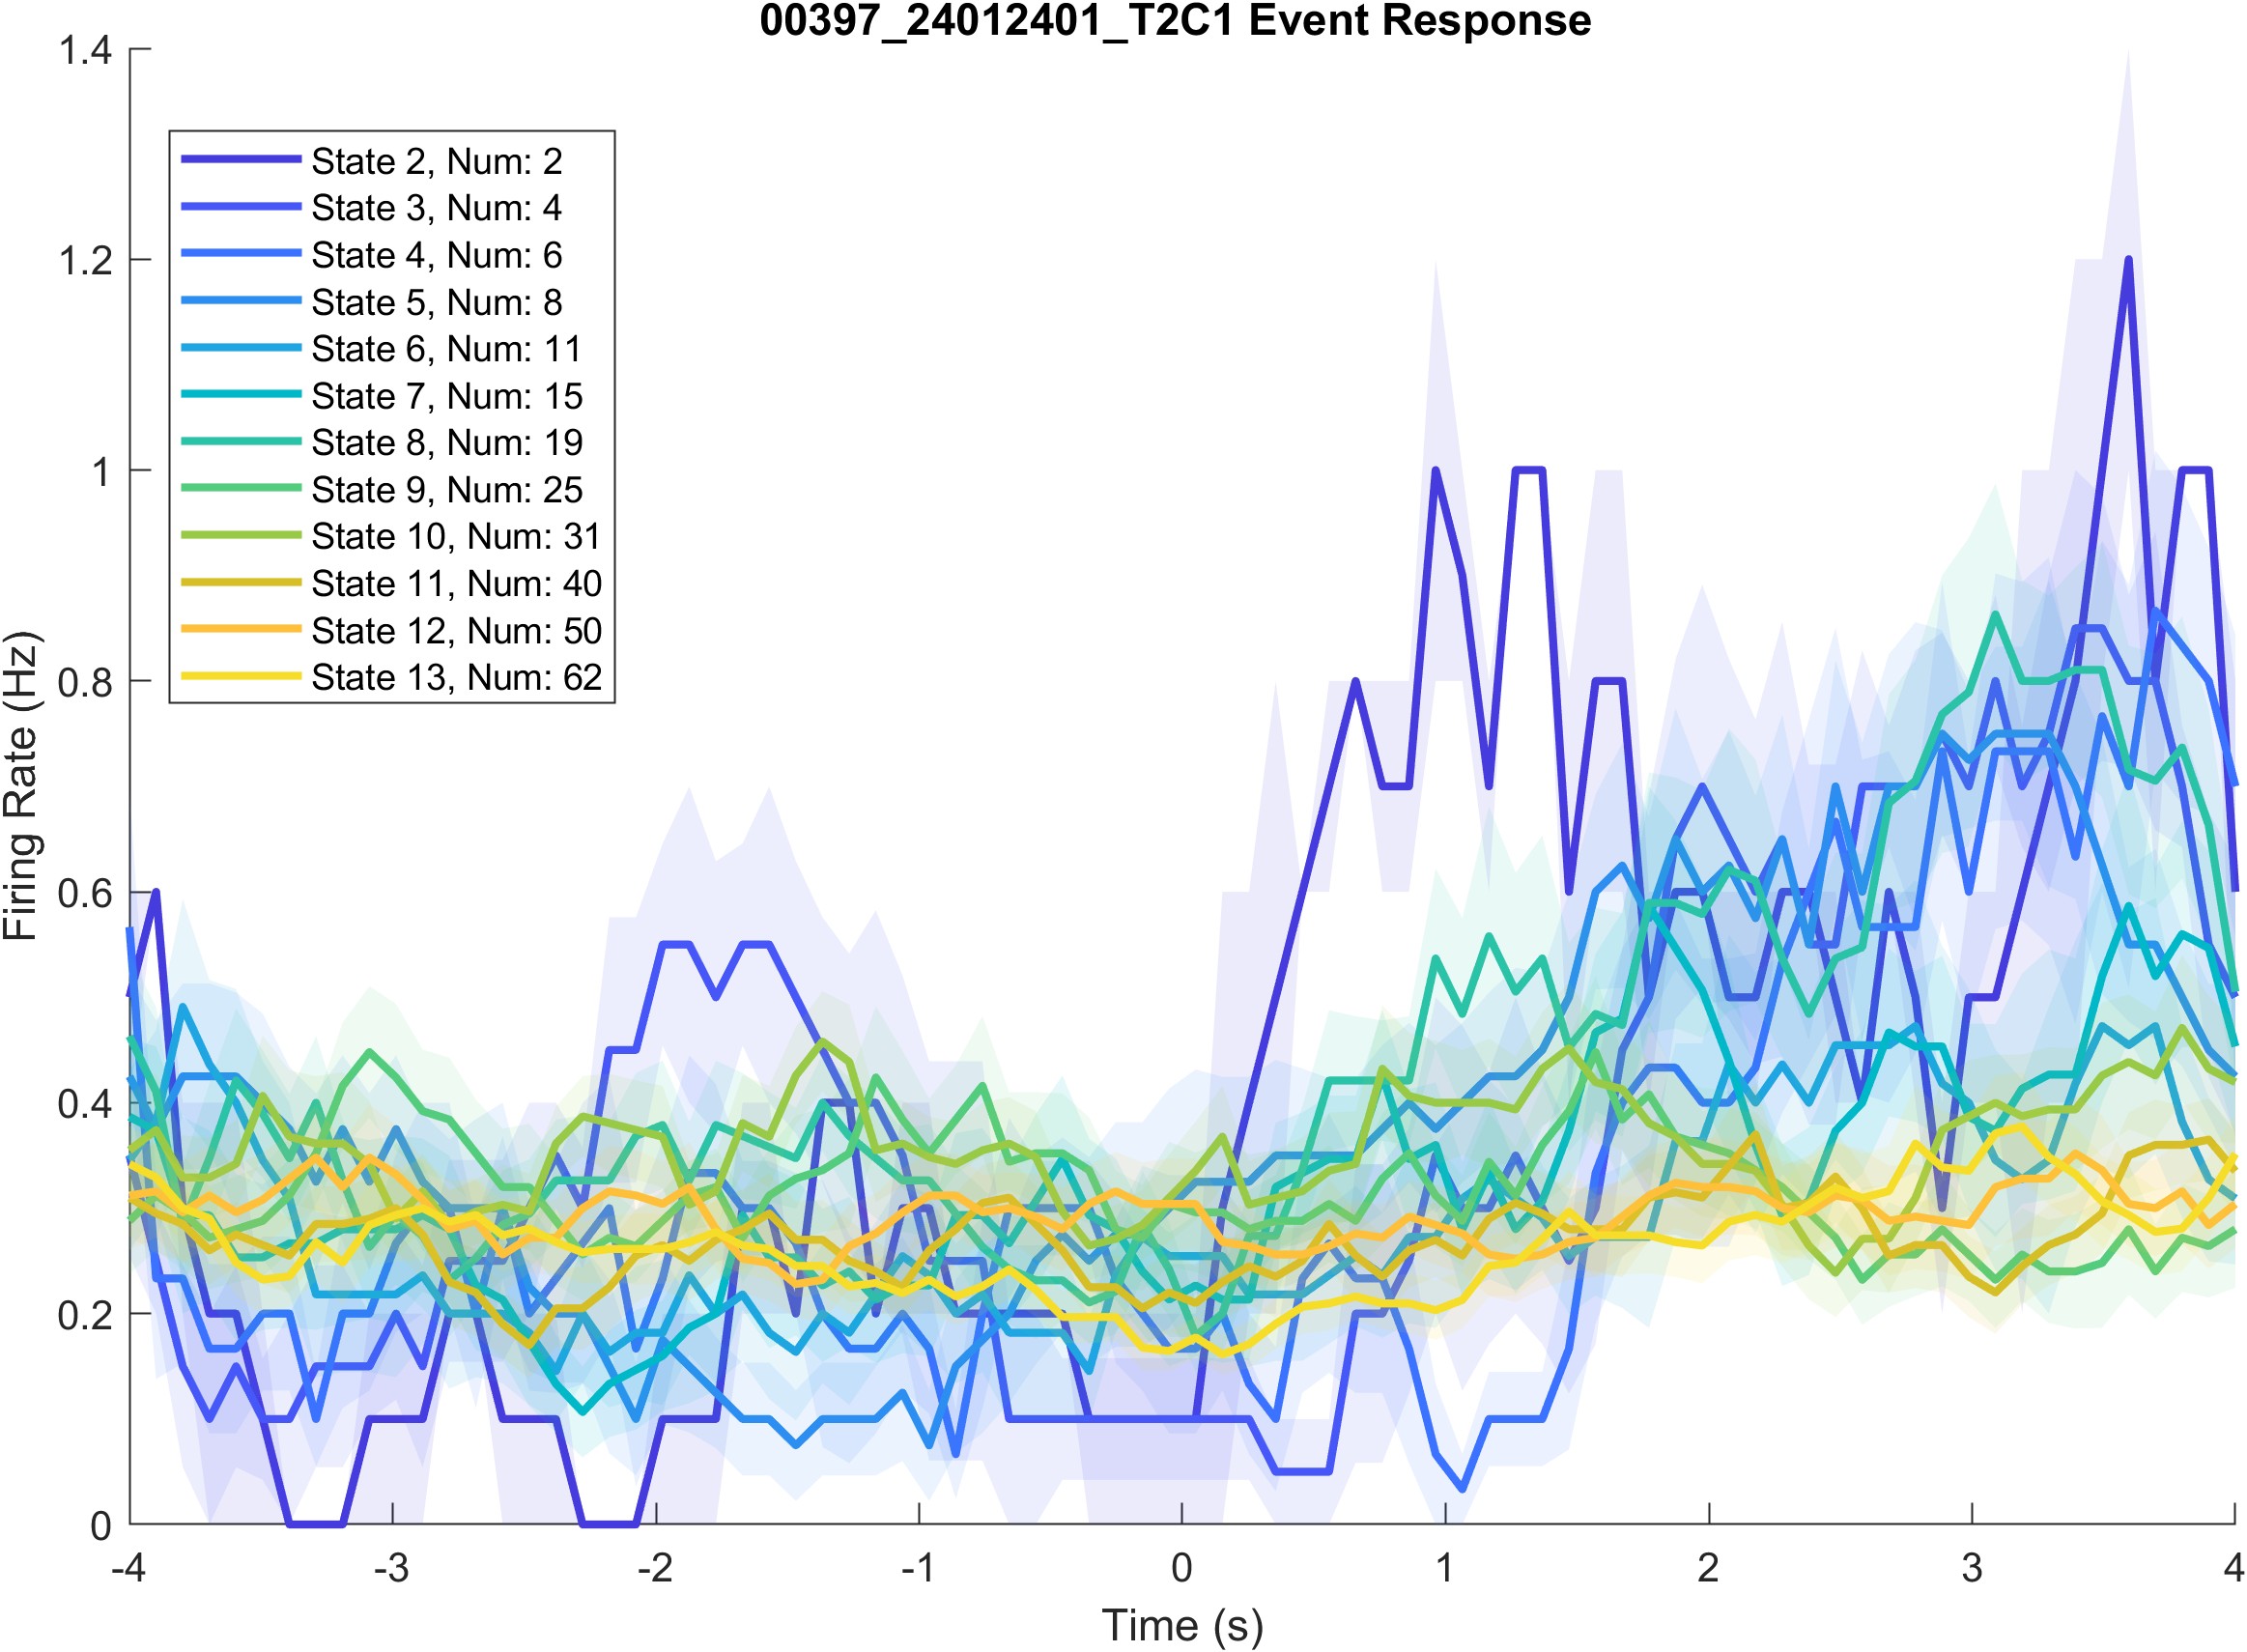 00397_24012401_T2C1 Event Response
1.4
1.2
1
0.8
0.6
0.4
0.2
0
Firing Rate (Hz)
State 2, Num: 2
State 3, Num: 4
State 4, Num: 6
State 5, Num: 8
State 6, Num: 11
State 7, Num: 15
State 8, Num: 19
State 9, Num: 25
State 10, Num: 31
State 11, Num: 40
State 12, Num: 50
State 13, Num: 62
-4 -3 -2 -1 0 1 2 3 4
Time (s)